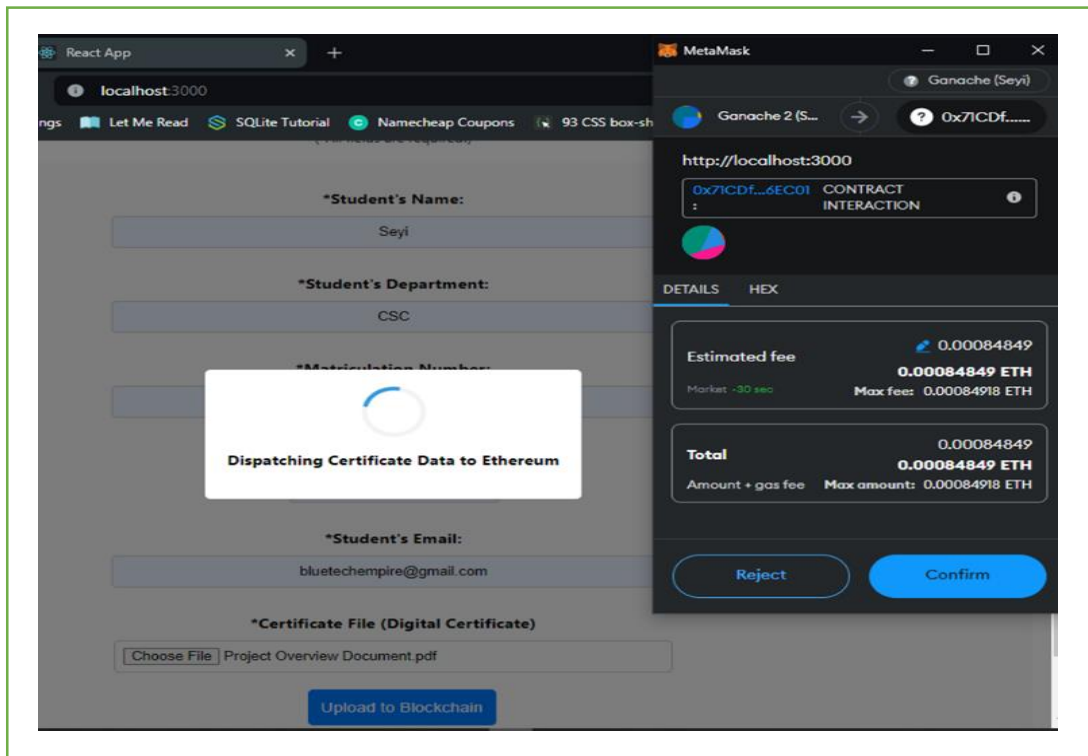 React App
MetaMask
localhost:3000
Ganache (Seyi)
ngs Let Me Read SQLite Tutorial Namecheap Coupons 93 CSS box-sh
Ganache 2 (S... 0x71CDf......
http://localhost:3000
0x71CDf...6EC01 : CONTRACT
INTERACTION
DETAILS HEX
Estimated fee 0.00084849
0.00084849 ETH
Market ~30 sec Max fee: 0.00084918 ETH
Total 0.00084849
0.00084849 ETH
Amount + gas fee Max amount: 0.00084918 ETH
Reject Confirm
*Student's Name:
Seyi
*Student's Department:
CSC
*Matriculation Number:
Dispatching Certificate Data to Ethereum
*Student's Email:
bluetechempire@gmail.com
*Certificate File (Digital Certificate)
Choose File Project Overview Document.pdf
Upload to Blockchain